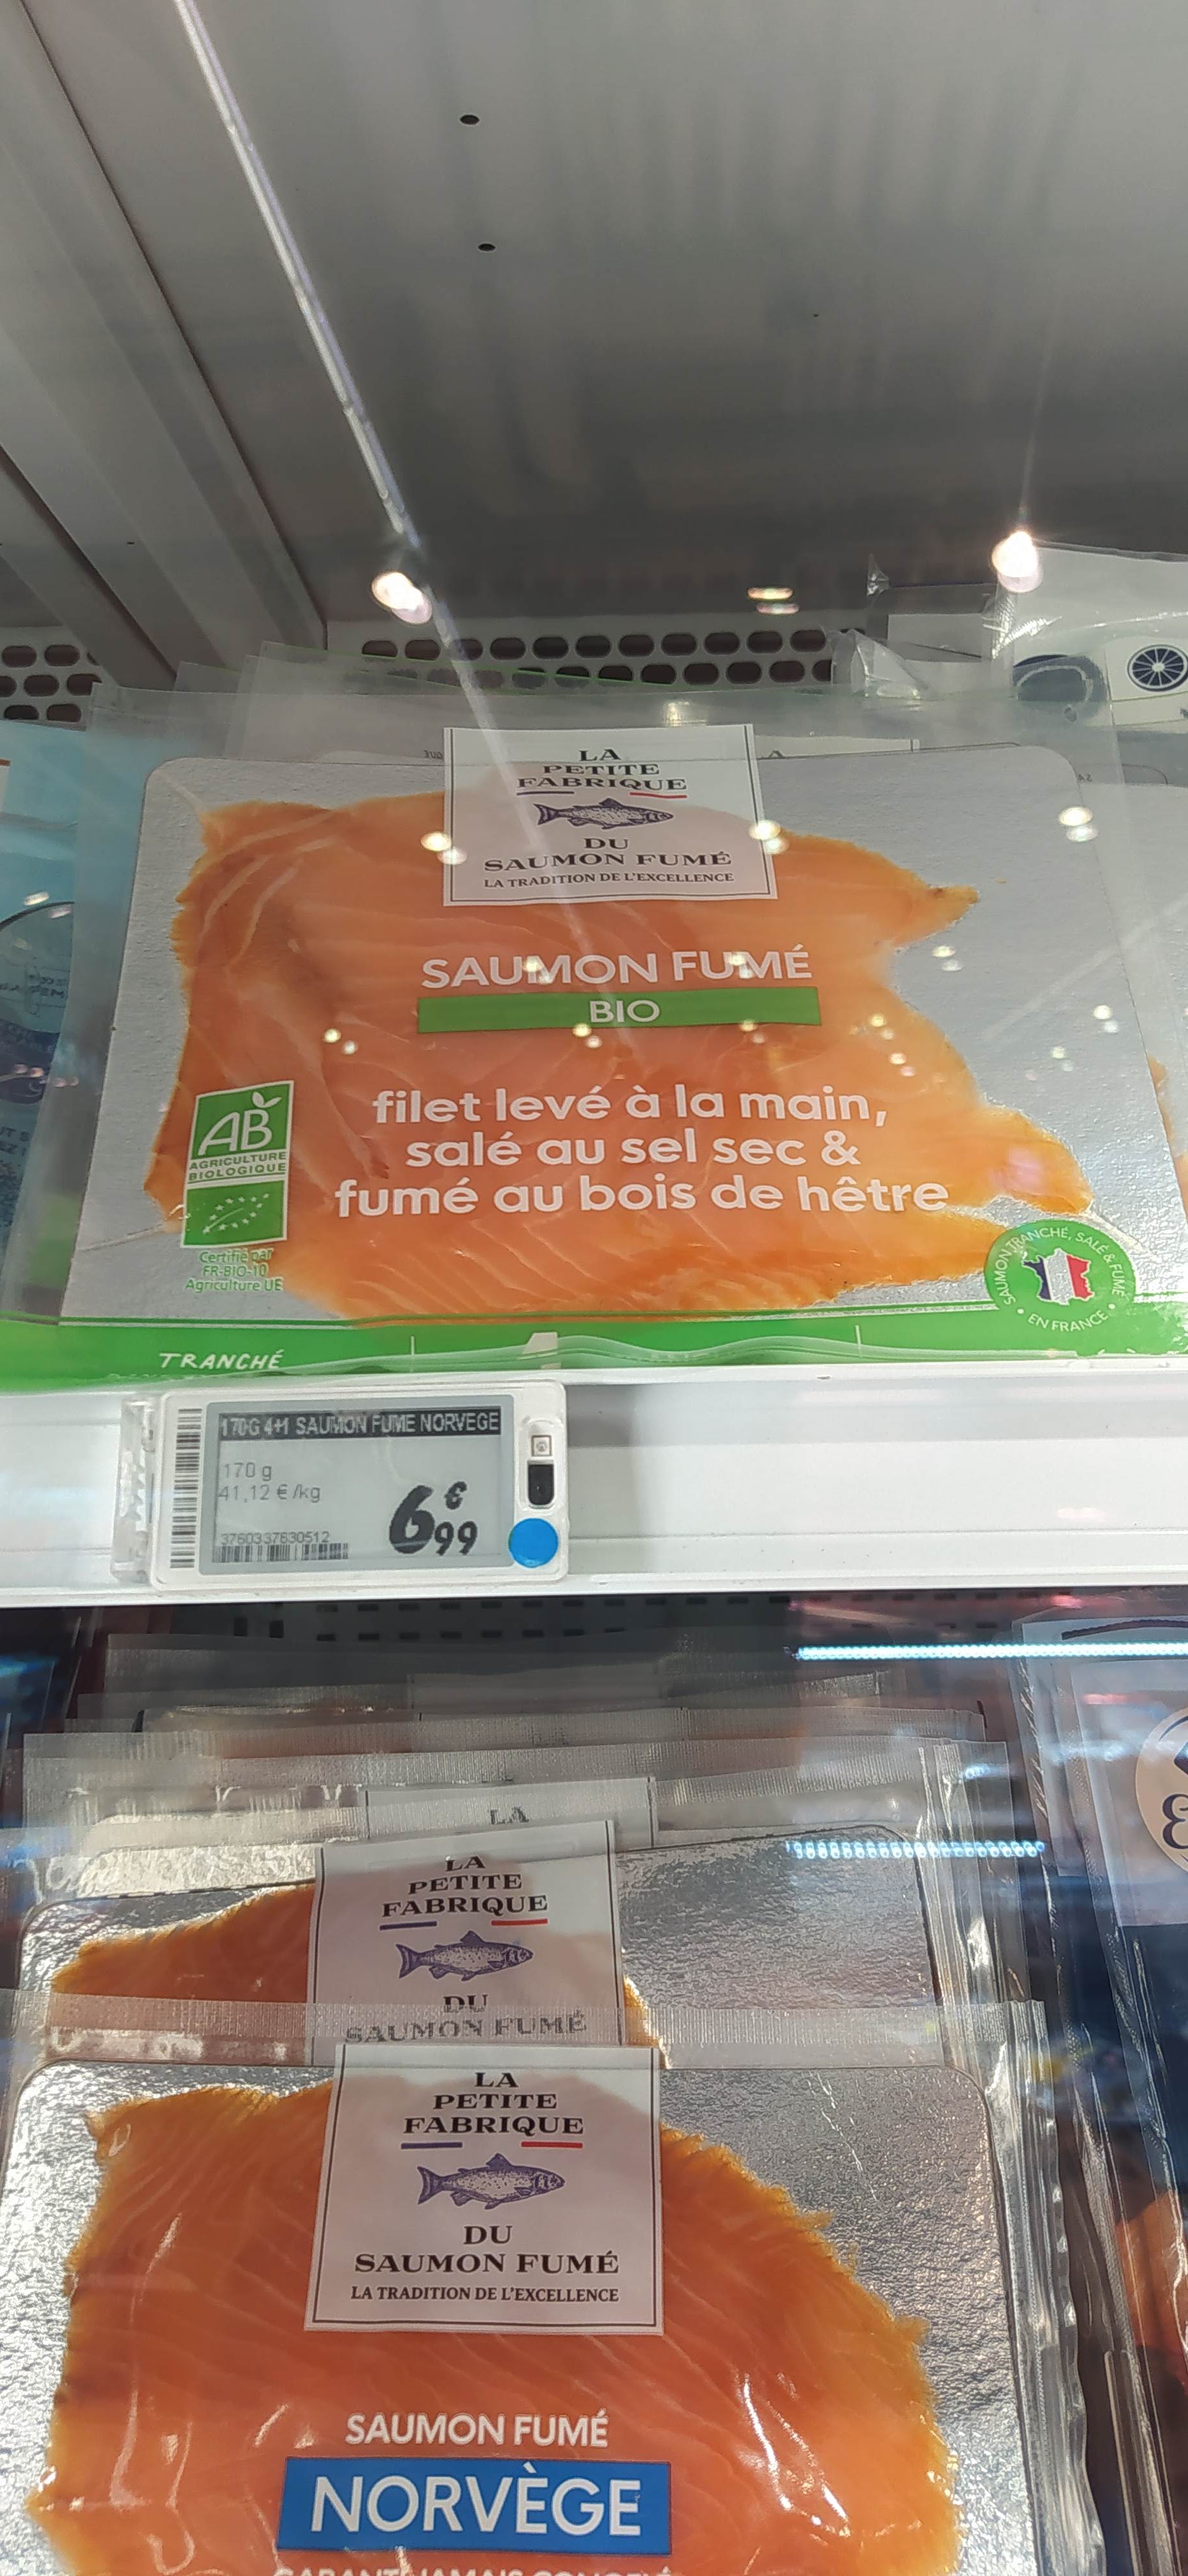 LA
PETITE
FABRIQUE
DU
SAUMON FUMÉ
LA TRADITION DE L'EXCELLENCE
SAUMON FUMÉ
BIO
filet levé à la main,
salé au sel sec &
fumé au bois de hêtre
AB
AGRICULTURE
BIOLOGIQUE
Certifié par
FR-BIO-10
Agriculture UE
SAUMON TRANCHÉ, SALÉ & FUMÉ
• EN FRANCE •
TRANCHÉ
170G 4+1 SAUMON FUME NORVEGE
170 g
41,12 €/kg
6€99
3760337630512
LA
LA
PETITE
FABRIQUE
DU
SAUMON FUMÉ
LA
PETITE
FABRIQUE
DU
SAUMON FUMÉ
LA TRADITION DE L'EXCELLENCE
SAUMON FUMÉ
NORVÈGE